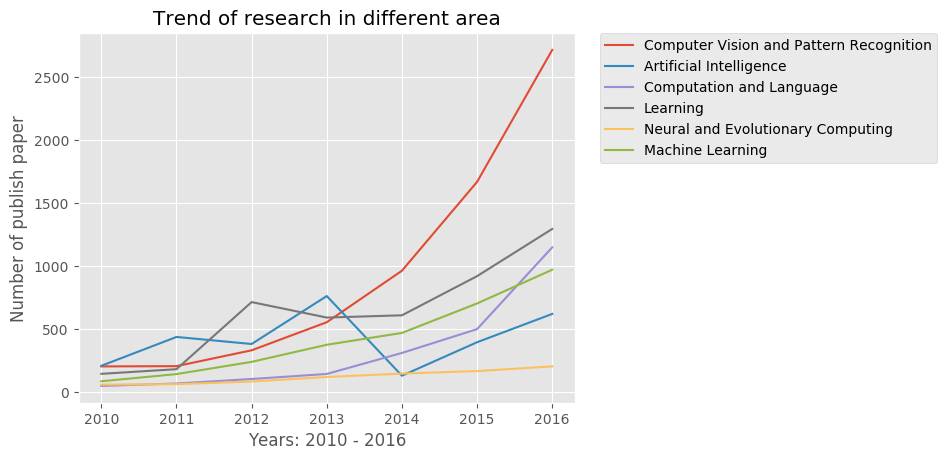 Trend of research in different area
Number of publish paper
2500
2000
1500
1000
500
0
2010 2011 2012 2013 2014 2015 2016
Years: 2010 - 2016
Computer Vision and Pattern Recognition
Artificial Intelligence
Computation and Language
Learning
Neural and Evolutionary Computing
Machine Learning